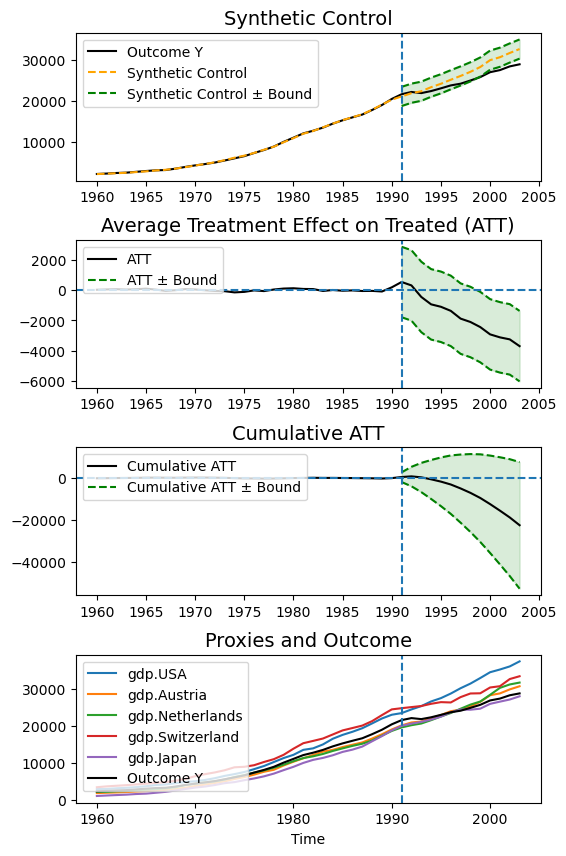 Synthetic Control
Outcome Y
Synthetic Control
Synthetic Control ± Bound
30000
20000
10000
1960 1965 1970 1975 1980 1985 1990 1995 2000 2005
Average Treatment Effect on Treated (ATT)
ATT
ATT ± Bound
2000
0
−2000
−4000
−6000
1960 1965 1970 1975 1980 1985 1990 1995 2000 2005
Cumulative ATT
Cumulative ATT
Cumulative ATT ± Bound
0
−20000
−40000
1960 1965 1970 1975 1980 1985 1990 1995 2000 2005
Proxies and Outcome
gdp.USA
gdp.Austria
gdp.Netherlands
gdp.Switzerland
gdp.Japan
Outcome Y
30000
20000
10000
0
1960 1965 1970 1975 1980 1985 1990 1995 2000
Time